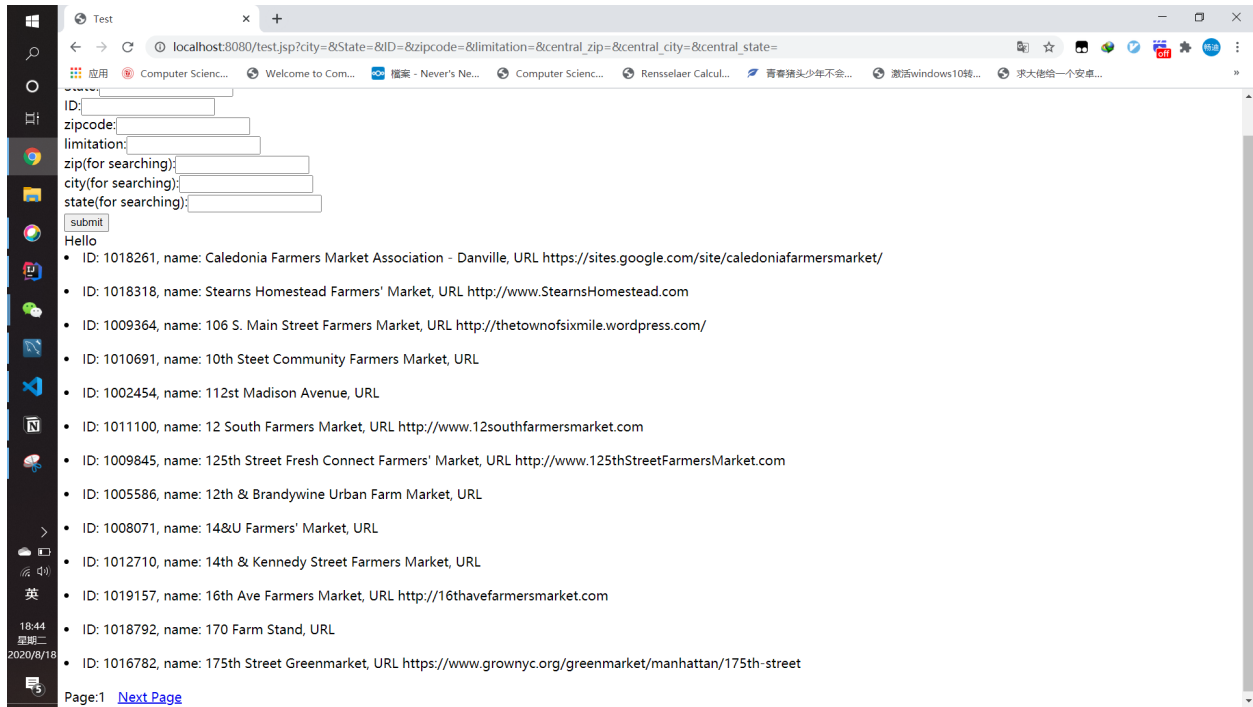 Test
localhost:8080/test.jsp?city=&State=&ID=&zipcode=&limitation=&central_zip=&central_city=&central_state=
off
畅迪
应用 Computer Scienc... Welcome to Com... 檔案 - Never's Ne... Computer Scienc... Rensselaer Calcul... 青春猪头少年不会... 激活windows10转... 求大佬给一个安卓...
State:
ID:
zipcode:
limitation:
zip(for searching):
city(for searching):
state(for searching):
submit
Hello
• ID: 1018261, name: Caledonia Farmers Market Association - Danville, URL https://sites.google.com/site/caledoniafarmersmarket/
• ID: 1018318, name: Stearns Homestead Farmers' Market, URL http://www.StearnsHomestead.com
• ID: 1009364, name: 106 S. Main Street Farmers Market, URL http://thetownofsixmile.wordpress.com/
• ID: 1010691, name: 10th Steet Community Farmers Market, URL
• ID: 1002454, name: 112st Madison Avenue, URL
• ID: 1011100, name: 12 South Farmers Market, URL http://www.12southfarmersmarket.com
• ID: 1009845, name: 125th Street Fresh Connect Farmers' Market, URL http://www.125thStreetFarmersMarket.com
• ID: 1005586, name: 12th & Brandywine Urban Farm Market, URL
• ID: 1008071, name: 14&U Farmers' Market, URL
• ID: 1012710, name: 14th & Kennedy Street Farmers Market, URL
• ID: 1019157, name: 16th Ave Farmers Market, URL http://16thavefarmersmarket.com
• ID: 1018792, name: 170 Farm Stand, URL
• ID: 1016782, name: 175th Street Greenmarket, URL https://www.grownyc.org/greenmarket/manhattan/175th-street
Page:1 Next Page
英
18:44
星期二
2020/8/18
5